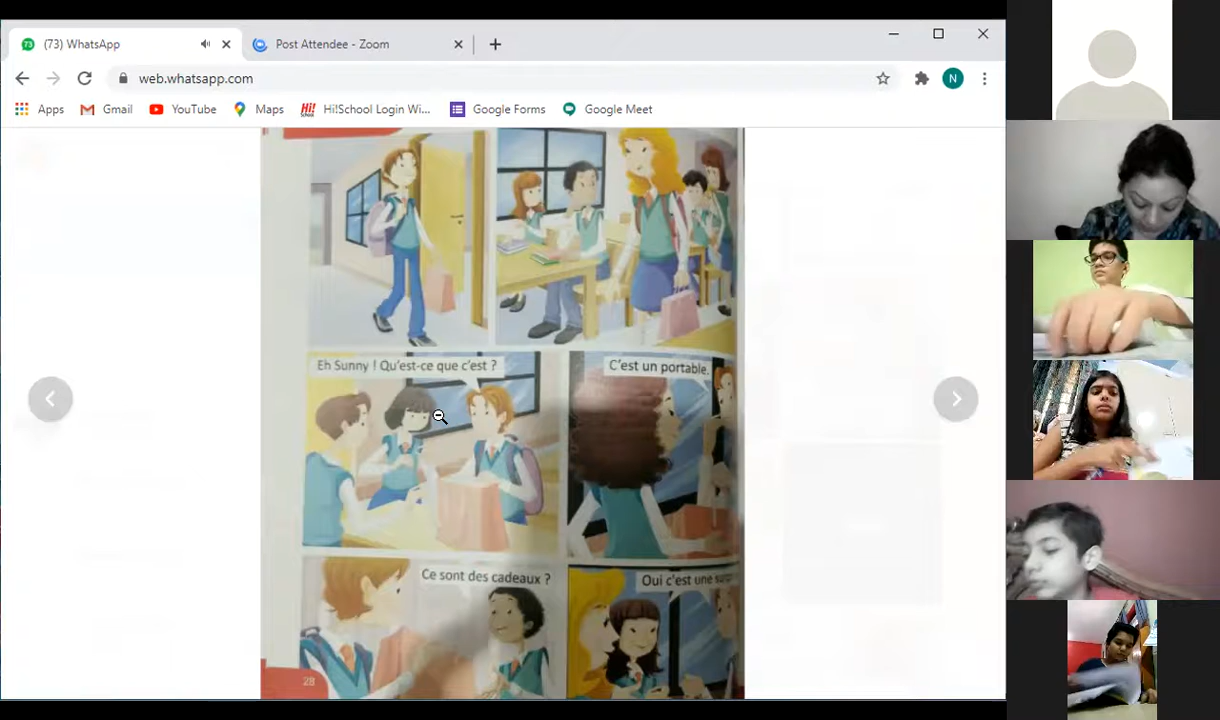 (73) WhatsApp
Post Attendee - Zoom
web.whatsapp.com
N
Apps
Gmail
YouTube
Maps
Hi!School Login Wi...
Google Forms
Google Meet
Eh Sunny ! Qu'est-ce que c'est ?
C'est un portable.
Ce sont des cadeaux ?
Oui c'est une
28